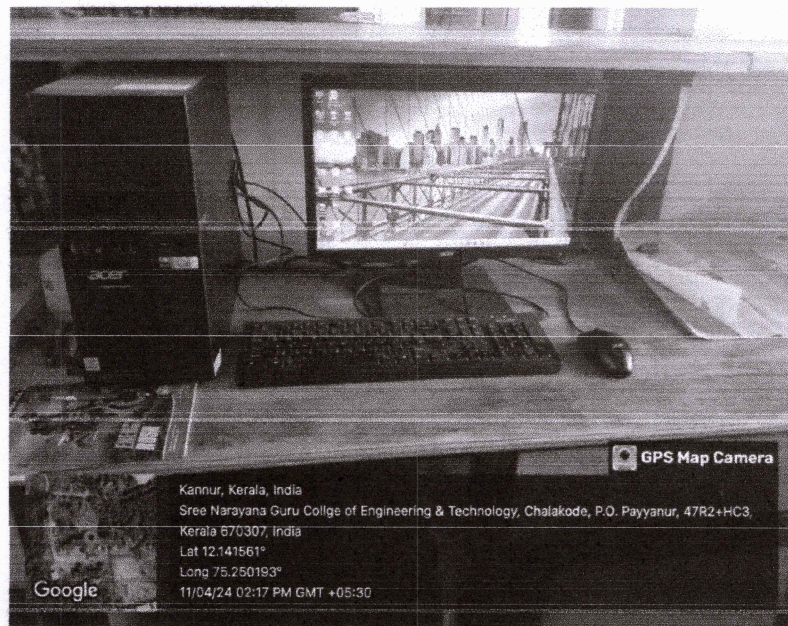 acer
GPS Map Camera
Kannur, Kerala, India
Sree Narayana Guru Collge of Engineering & Technology, Chalakode, P.O. Payyanur, 47R2+HC3,
Kerala 670307, India
Lat 12.141561°
Long 75.250193°
11/04/24 02:17 PM GMT +05:30
Google